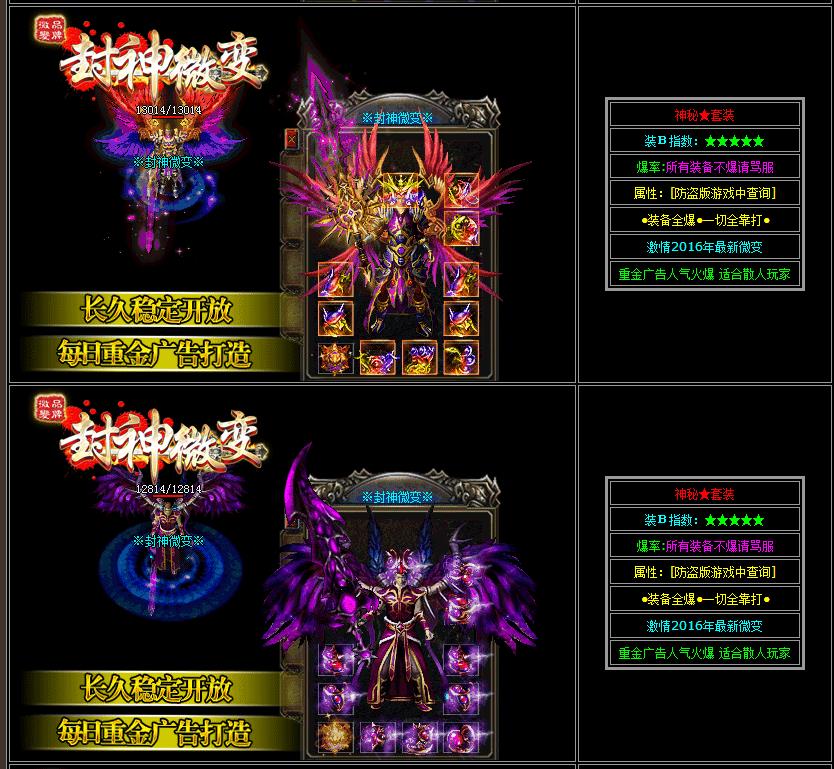 品牌
微变
封神微变
13014/13014
※封神微变※
长久稳定开放
每日重金广告打造
※封神微变※
神秘★套装
装B指数：★★★★★
爆率:所有装备不爆请骂服
属性：[防盗版游戏中查询]
●装备全爆●一切全靠打●
激情2016年最新微变
重金广告人气火爆 适合散人玩家
封神微变
12814/12814
※封神微变※
长久稳定开放
每日重金广告打造
※封神微变※
神秘★套装
装B指数：★★★★★
爆率:所有装备不爆请骂服
属性：[防盗版游戏中查询]
●装备全爆●一切全靠打●
激情2016年最新微变
重金广告人气火爆 适合散人玩家